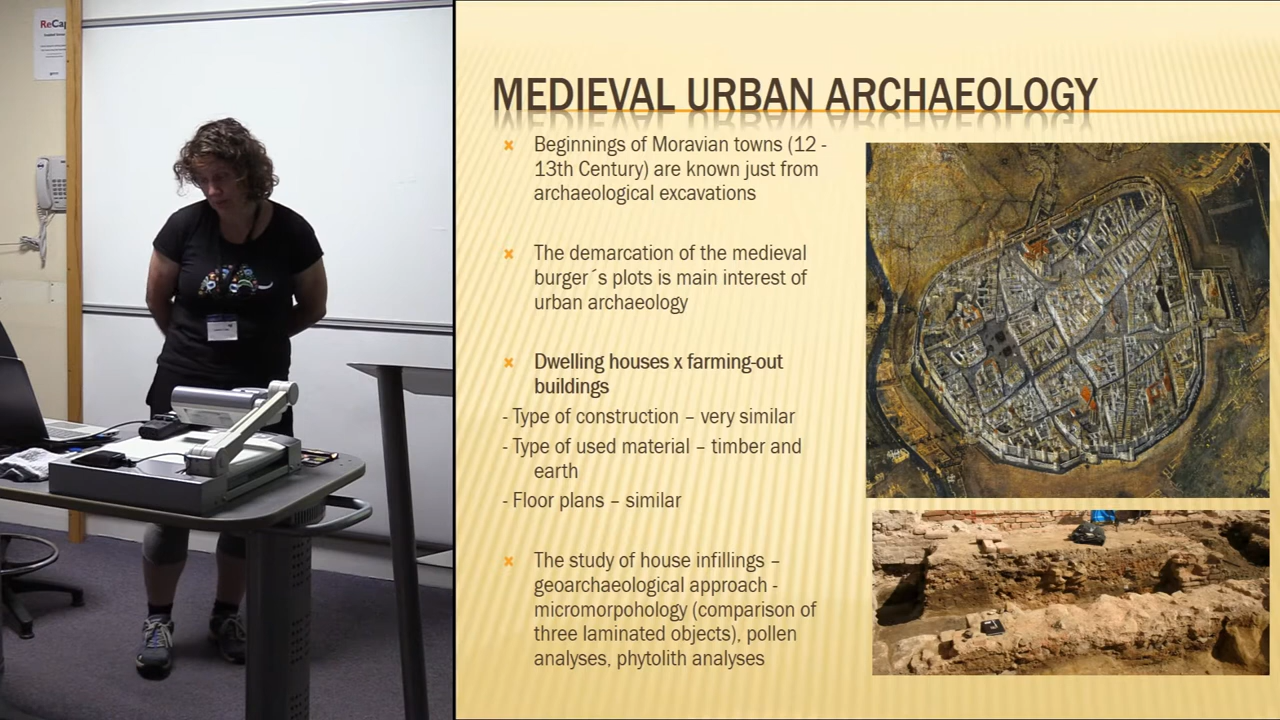 ReCap
MEDIEVAL URBAN ARCHAEOLOGY
Beginnings of Moravian towns (12 -
13th Century) are known just from
archaeological excavations
The demarcation of the medieval
burger´s plots is main interest of
urban archaeology
Dwelling houses x farming-out
buildings
- Type of construction – very similar
- Type of used material – timber and
earth
- Floor plans – similar
The study of house infillings –
geoarchaeological approach -
micromorpohology (comparison of
three laminated objects), pollen
analyses, phytolith analyses